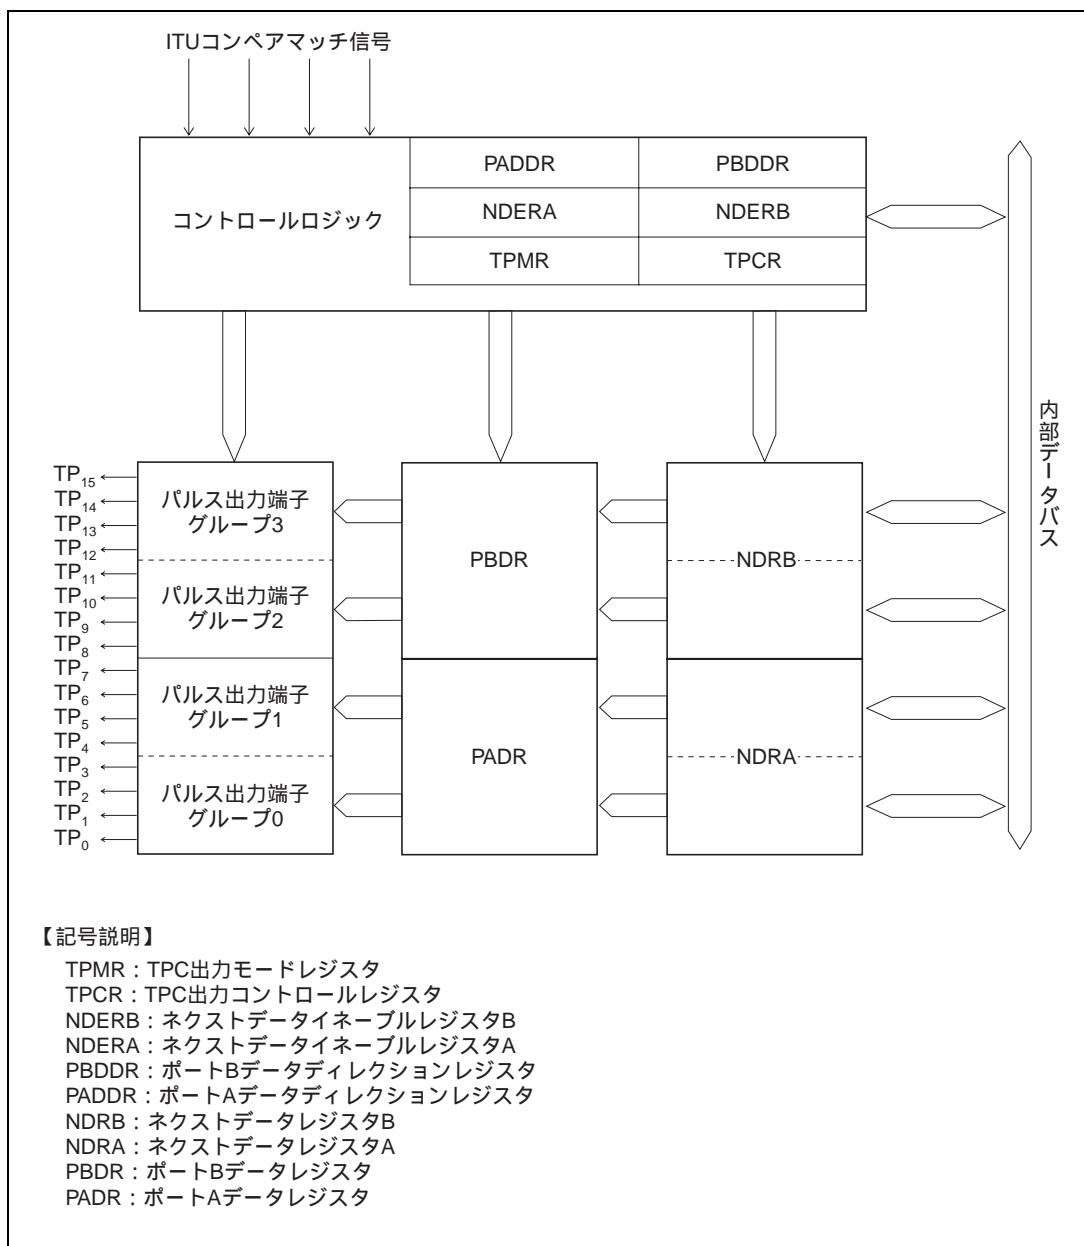 ITUコンペアマッチ信号
PADDR
PBDDR
コントロールロジック
NDERA
NDERB
TPMR
TPCR
内部データバス
TP15
TP14
TP13
TP12
TP11
TP10
TP9
TP8
TP7
TP6
TP5
TP4
TP3
TP2
TP1
TP0
パルス出力端子
グループ3
パルス出力端子
グループ2
パルス出力端子
グループ1
パルス出力端子
グループ0
PBDR
PADR
NDRB
NDRA
【記号説明】
TPMR：TPC出力モードレジスタ
TPCR：TPC出力コントロールレジスタ
NDERB：ネクストデータイネーブルレジスタB
NDERA：ネクストデータイネーブルレジスタA
PBDDR：ポートBデータディレクションレジスタ
PADDR：ポートAデータディレクションレジスタ
NDRB：ネクストデータレジスタB
NDRA：ネクストデータレジスタA
PBDR：ポートBデータレジスタ
PADR：ポートAデータレジスタ